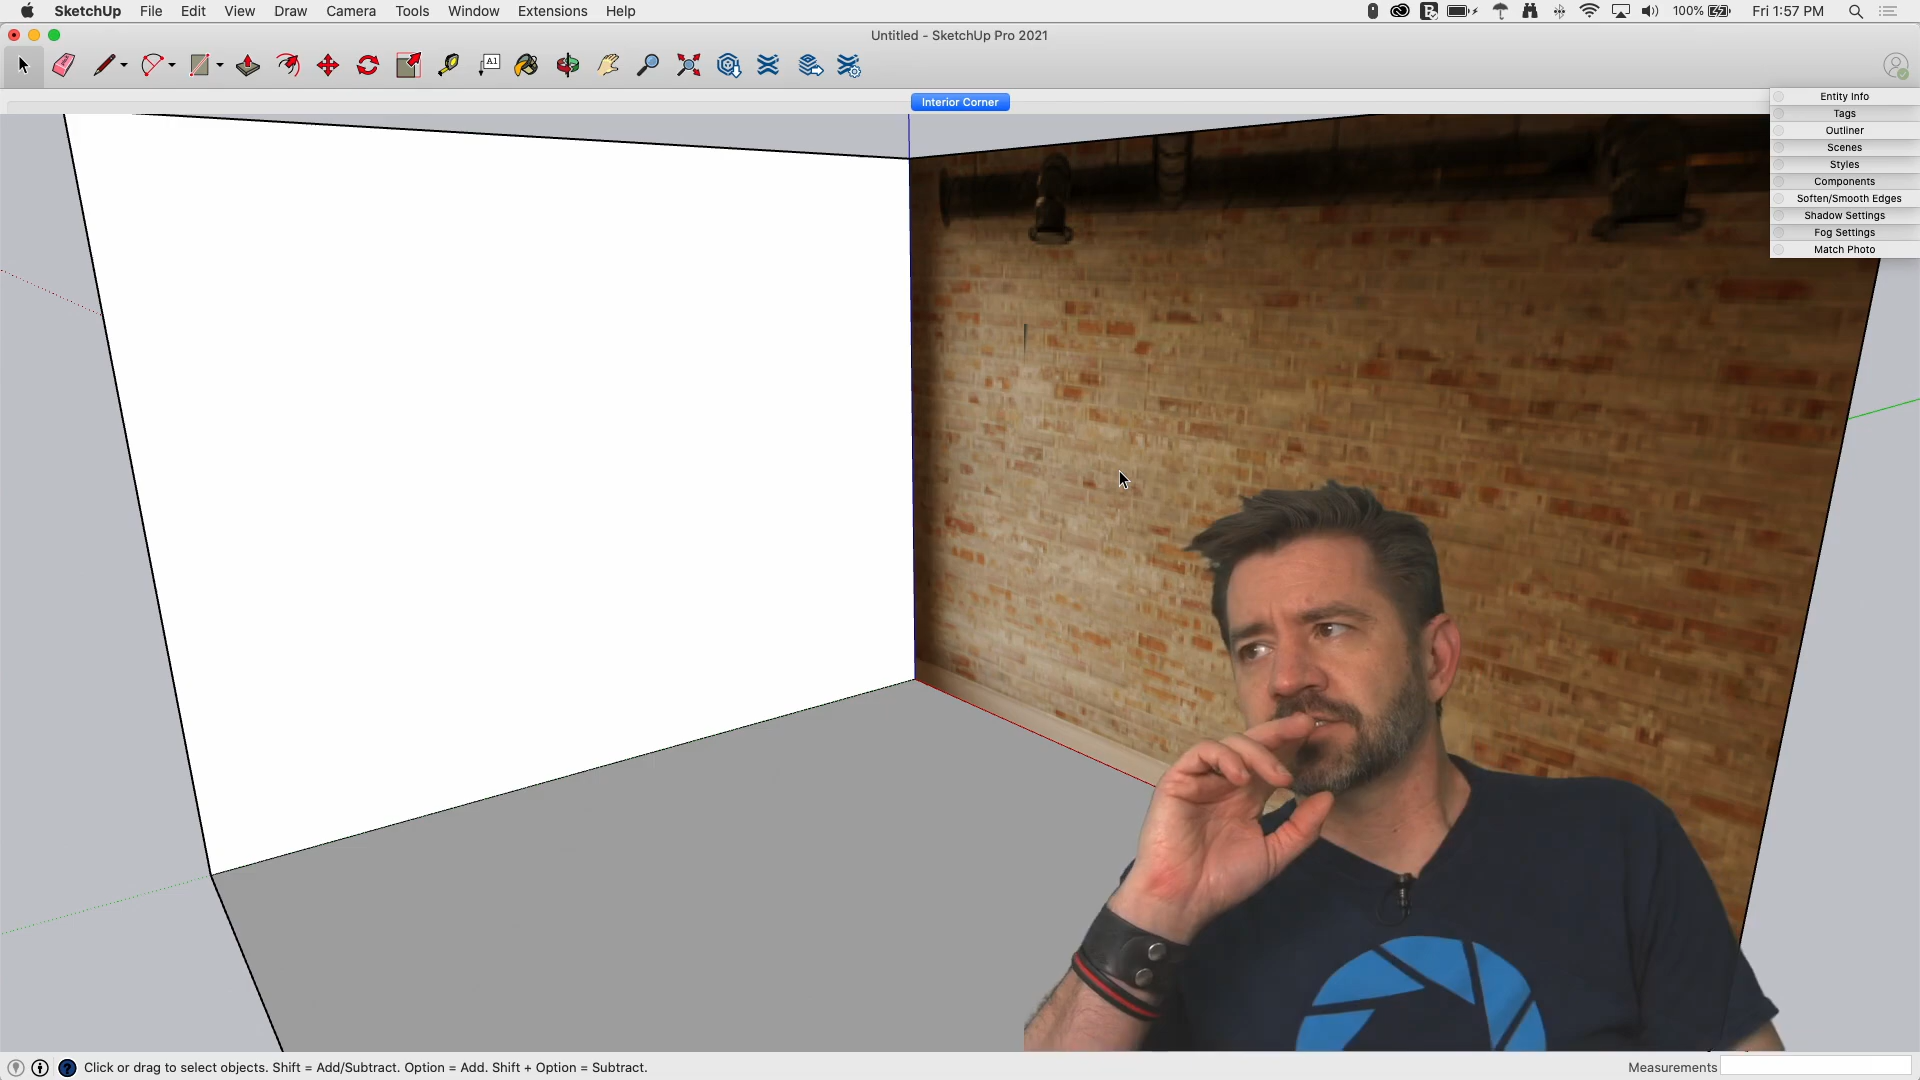 SketchUp File Edit View Draw Camera Tools Window Extensions Help 100% Fri 1:57 PM
Untitled - SketchUp Pro 2021
A1
Interior Corner
Entity Info
Tags
Outliner
Scenes
Styles
Components
Soften/Smooth Edges
Shadow Settings
Fog Settings
Match Photo
Click or drag to select objects. Shift = Add/Subtract. Option = Add. Shift + Option = Subtract.
Measurements